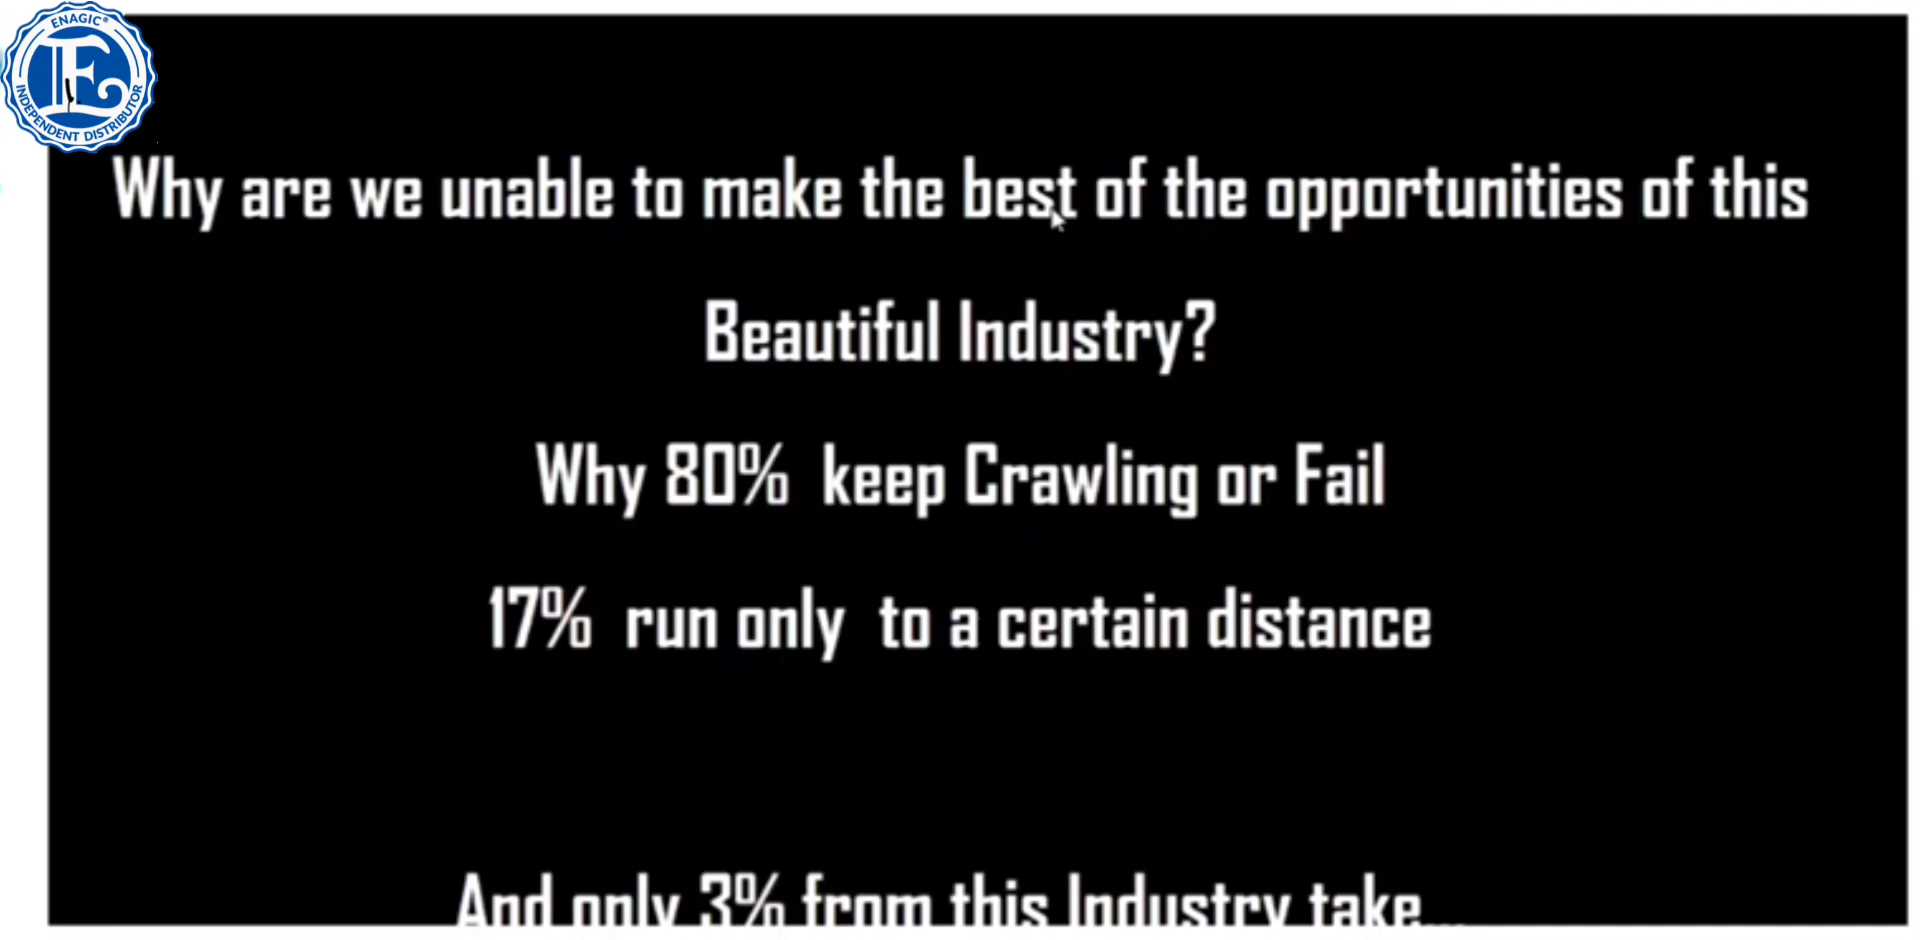 ENAGIC®
E
INDEPENDENT DISTRIBUTOR
Why are we unable to make the best of the opportunities of this
Beautiful Industry?
Why 80% keep Crawling or Fail
17% run only to a certain distance
And only 3% from this Industry take...